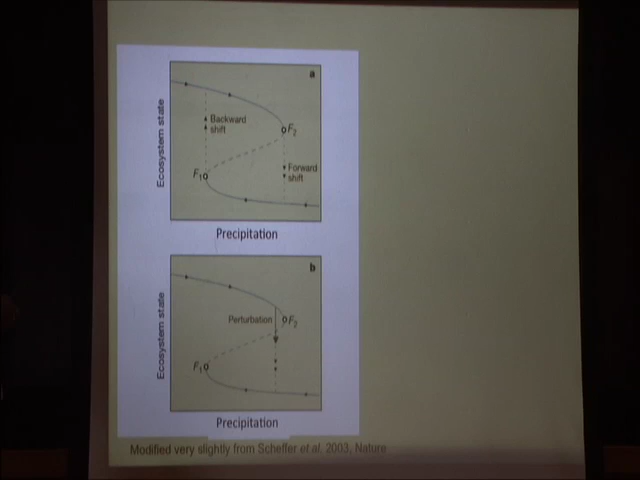 a
Ecosystem state
Backward
shift
F2
F1
Forward
shift
Precipitation
b
Ecosystem state
Perturbation
F2
F1
Precipitation
Modified very slightly from Scheffer et al. 2003, Nature